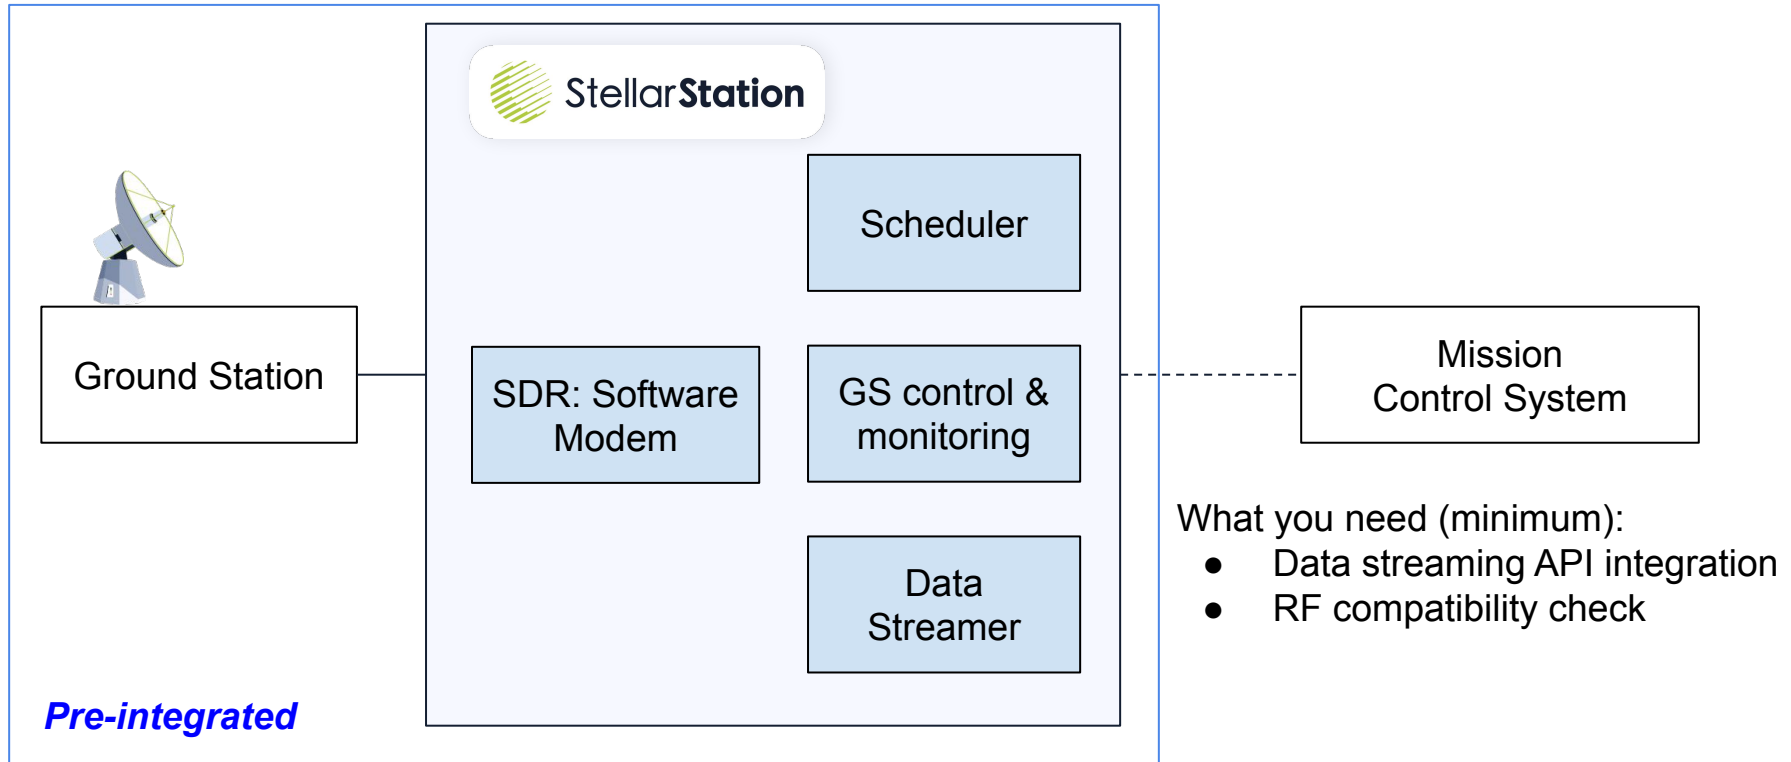 StellarStation
Scheduler
Ground Station
SDR: Software
Modem
GS control &
monitoring
Mission
Control System
Data
Streamer
What you need (minimum):
● Data streaming API integration
● RF compatibility check
Pre-integrated